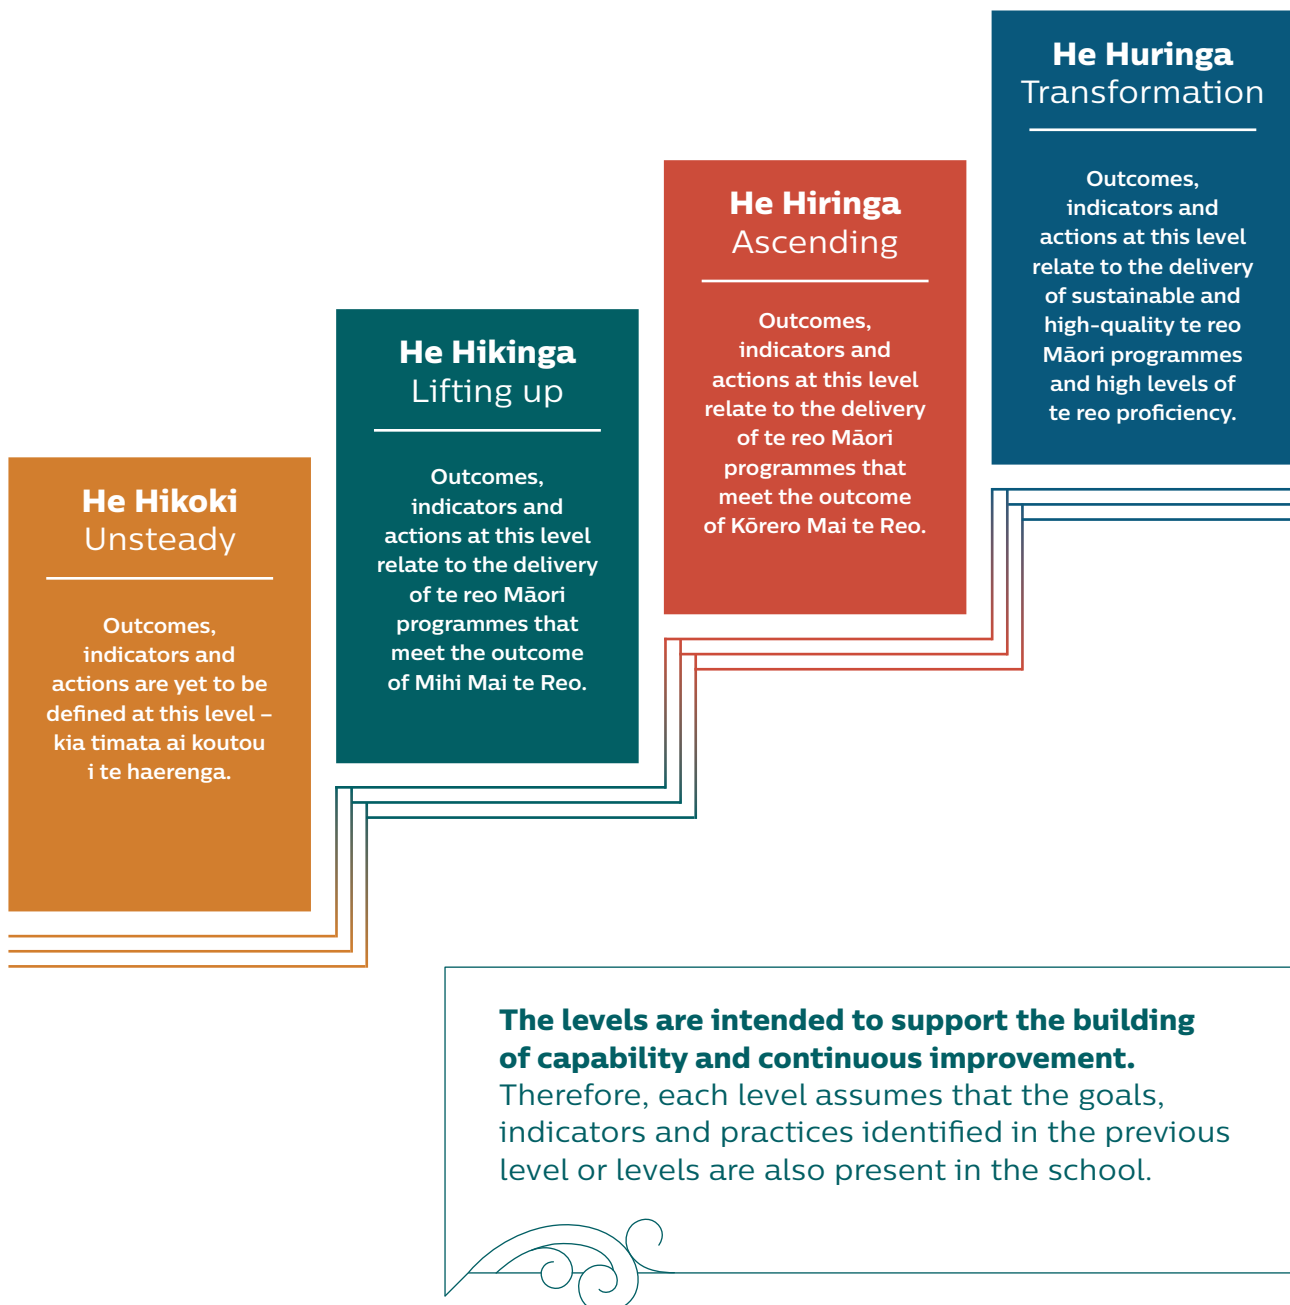 He Hikoki
Unsteady
Outcomes,
indicators and
actions are yet to be
defined at this level –
kia timata ai koutou
i te haerenga.
He Hikinga
Lifting up
Outcomes,
indicators and
actions at this level
relate to the delivery
of te reo Māori
programmes that
meet the outcome
of Mihi Mai te Reo.
He Hiringa
Ascending
Outcomes,
indicators and
actions at this level
relate to the delivery
of te reo Māori
programmes that
meet the outcome
of Kōrero Mai te Reo.
He Huringa
Transformation
Outcomes,
indicators and
actions at this level
relate to the delivery
of sustainable and
high-quality te reo
Māori programmes
and high levels of
te reo proficiency.
The levels are intended to support the building
of capability and continuous improvement.
Therefore, each level assumes that the goals,
indicators and practices identified in the previous
level or levels are also present in the school.